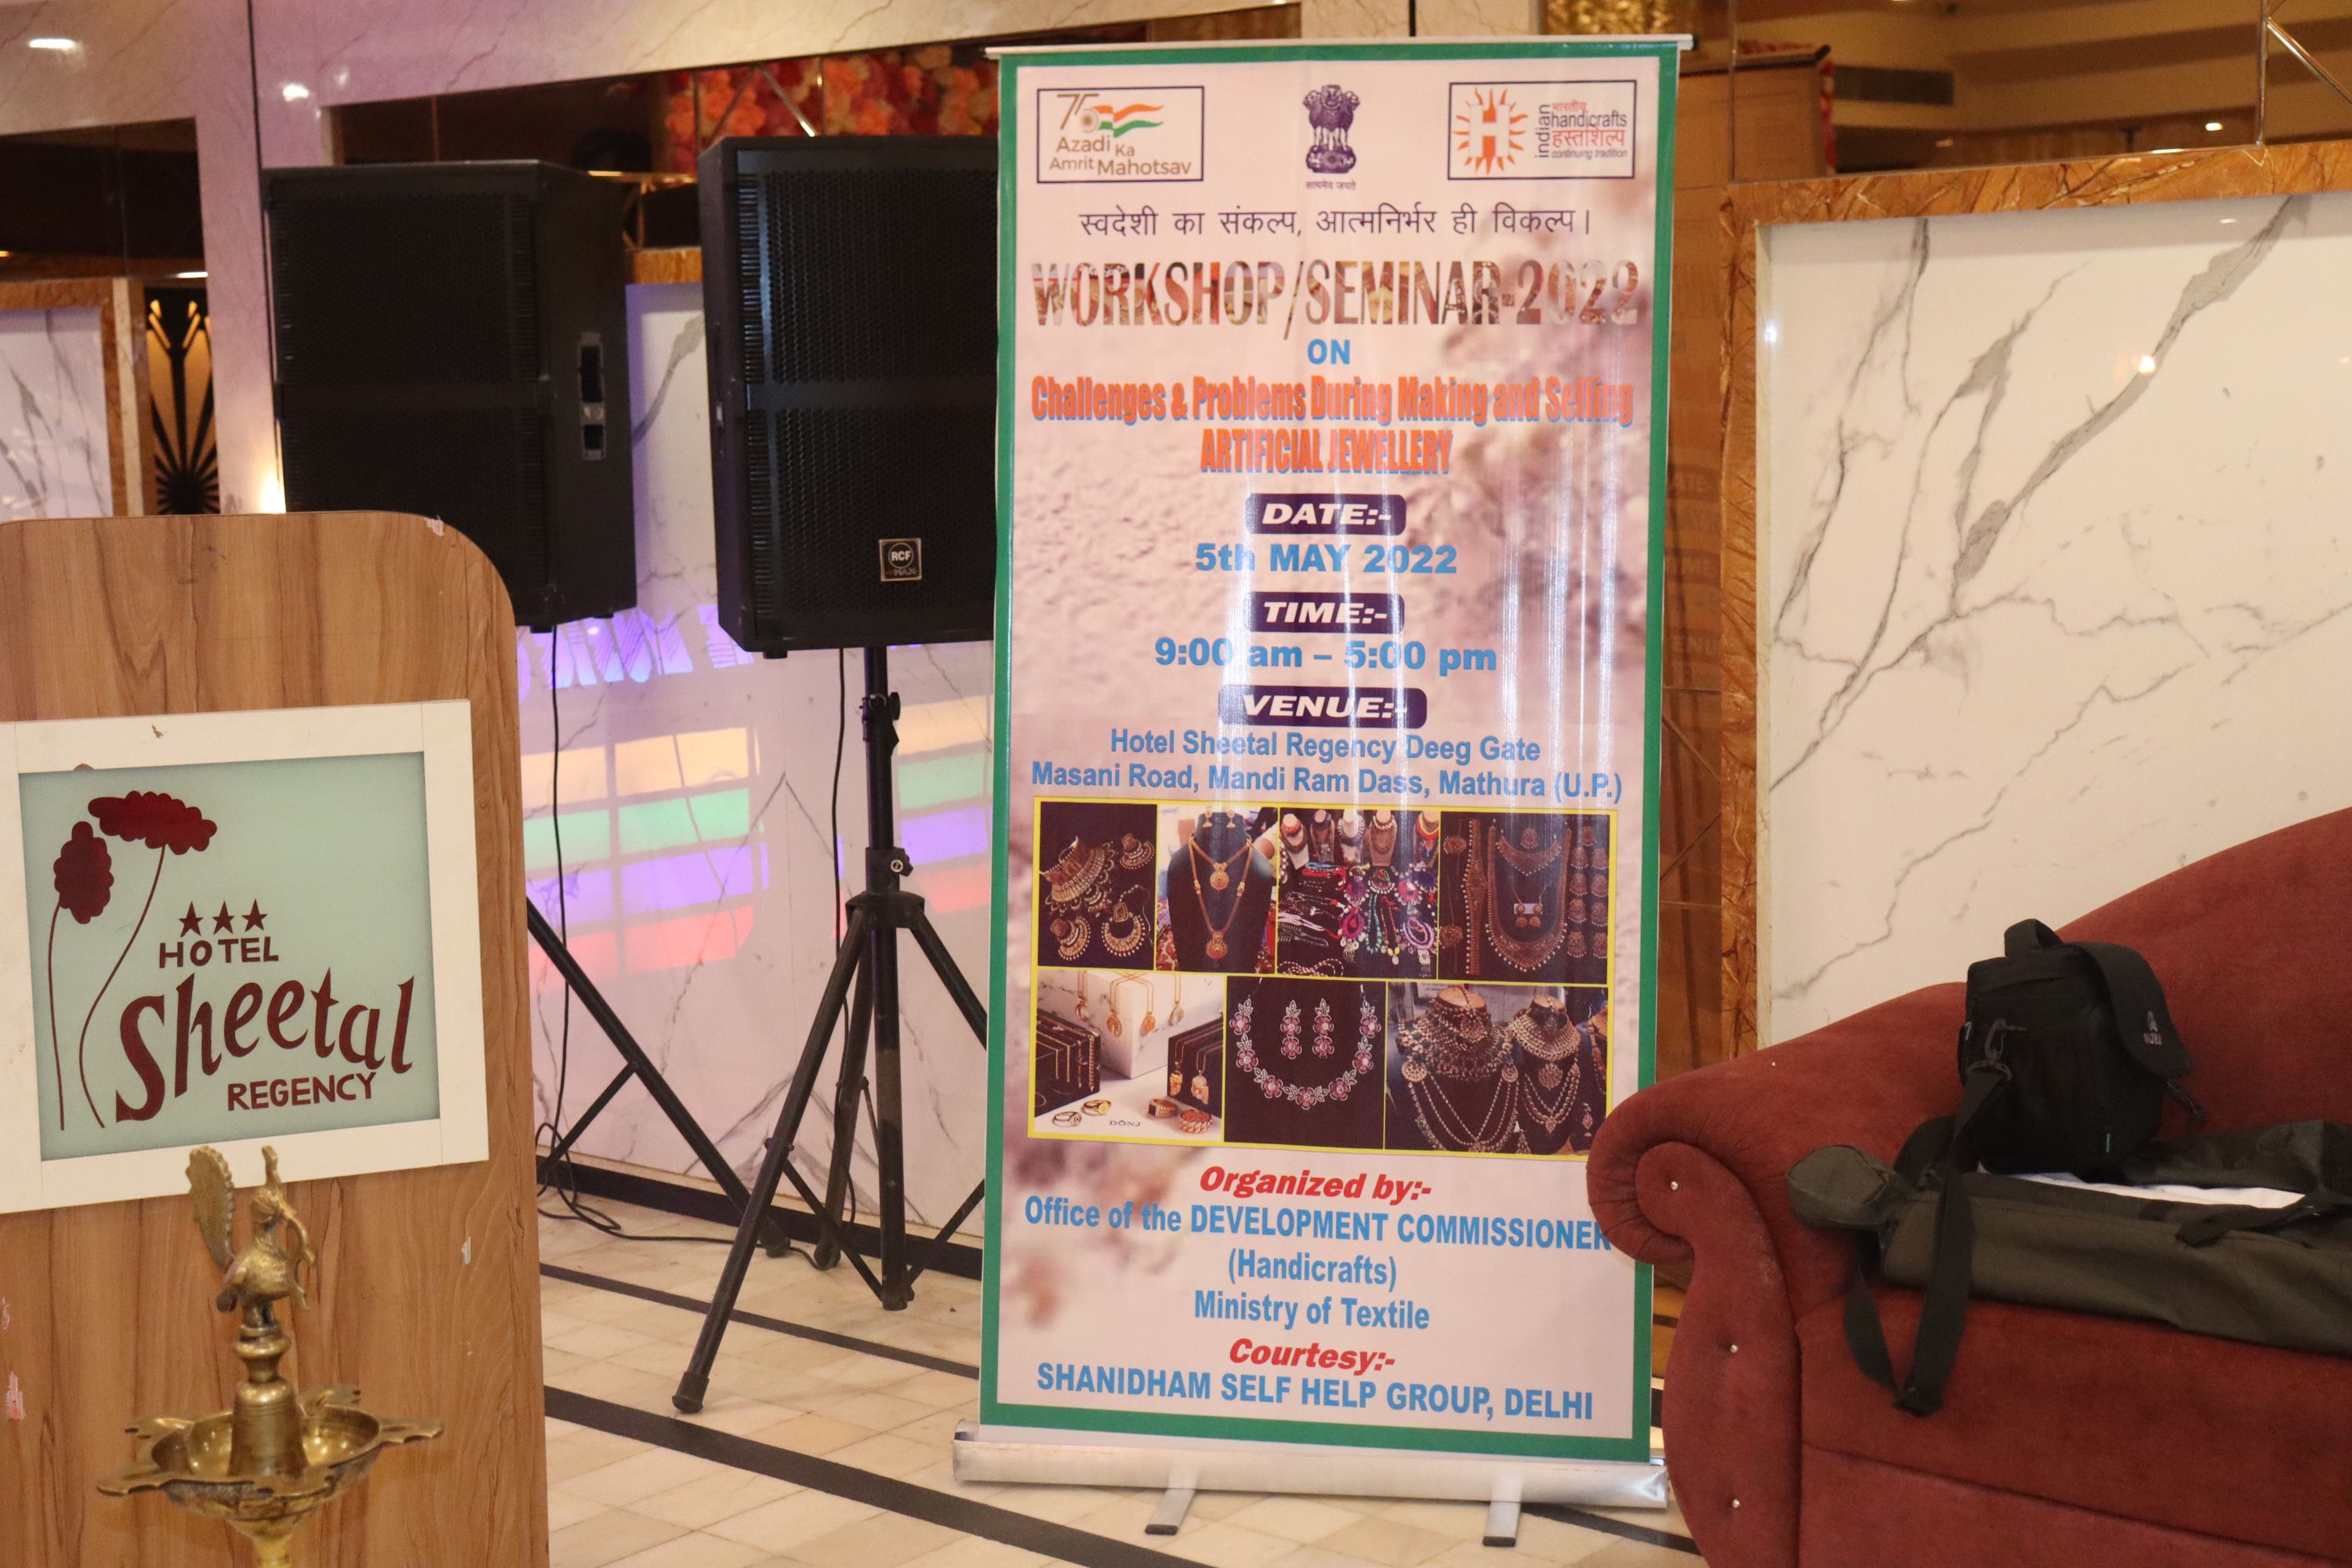 75
Azadi Ka
Amrit Mahotsav
सत्यमेव जयते
indian
भारतीय
handicrafts
हस्तशिल्प
continuing tradition
स्वदेशी का संकल्प, आत्मनिर्भर ही विकल्प।
WORKSHOP/SEMINAR-2022
ON
Challenges & Problems During Making and Selling
ARTIFICIAL JEWELLERY
DATE:-
5th MAY 2022
TIME:-
9:00 am – 5:00 pm
VENUE:-
Hotel Sheetal Regency Deeg Gate
Masani Road, Mandi Ram Dass, Mathura (U.P.)
DONJ
Organized by:-
Office of the DEVELOPMENT COMMISSIONER
(Handicrafts)
Ministry of Textile
Courtesy:-
SHANIDHAM SELF HELP GROUP, DELHI
RCF
HOTEL
Sheetal
REGENCY